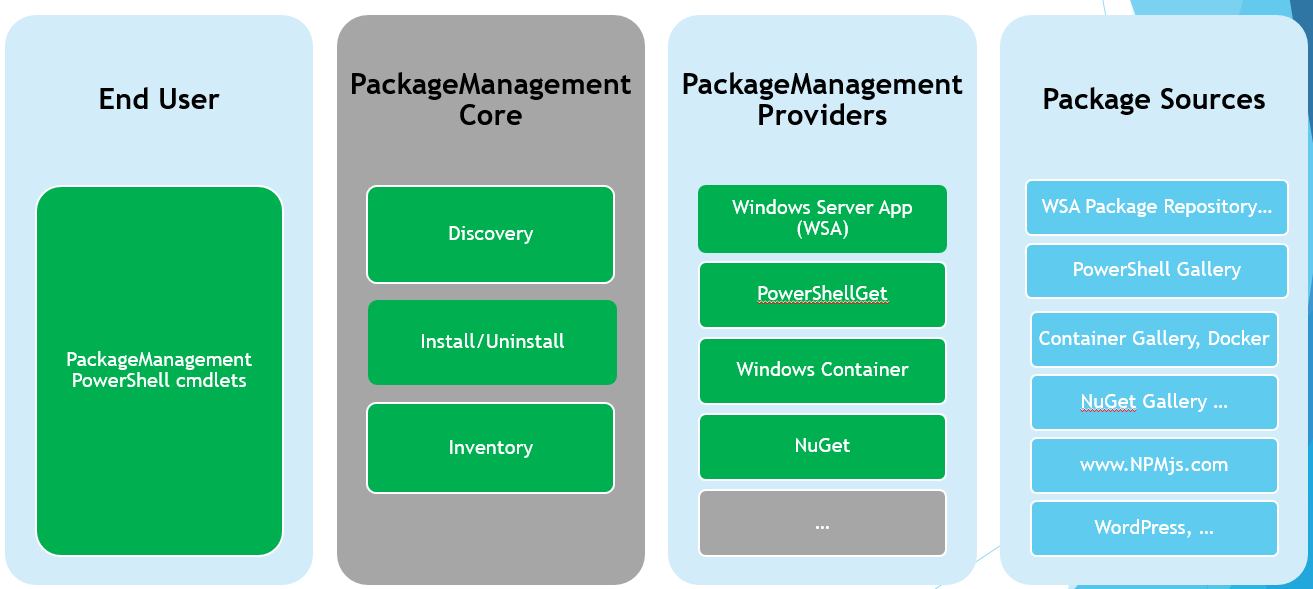 End User
PackageManagement
PowerShell cmdlets
PackageManagement
Core
Discovery
Install/Uninstall
Inventory
PackageManagement
Providers
Windows Server App
(WSA)
PowerShellGet
Windows Container
NuGet
…
Package Sources
WSA Package Repository…
PowerShell Gallery
Container Gallery, Docker
NuGet Gallery …
www.NPMjs.com
WordPress, …